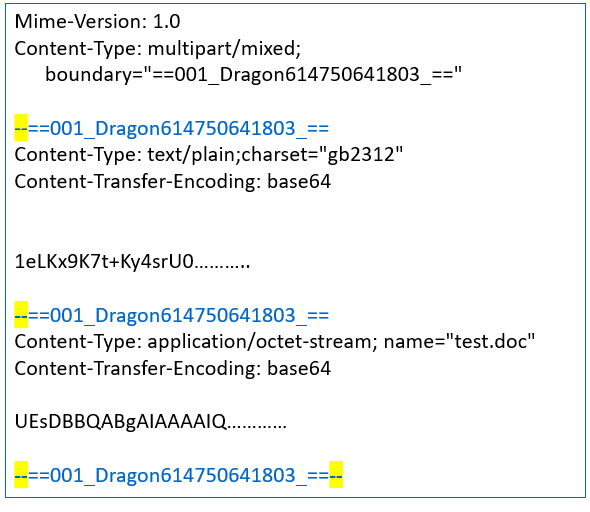 Mime-Version: 1.0
Content-Type: multipart/mixed;
boundary="==001_Dragon614750641803_=="
--==001_Dragon614750641803_==
Content-Type: text/plain;charset="gb2312"
Content-Transfer-Encoding: base64
1eLKx9K7t+Ky4srU0………..
--==001_Dragon614750641803_==
Content-Type: application/octet-stream; name="test.doc"
Content-Transfer-Encoding: base64
UEsDBBQABgAIAAAAIQ…………
--==001_Dragon614750641803_==--